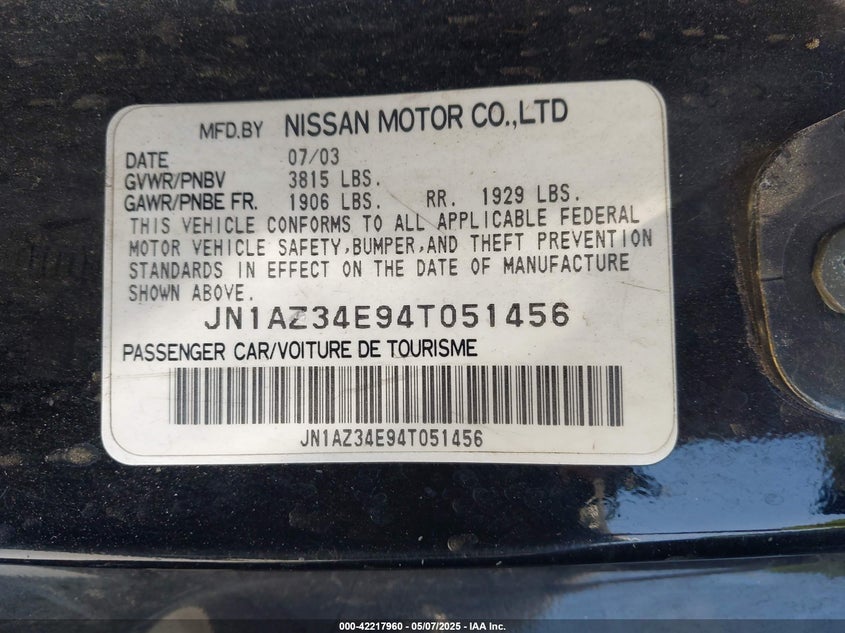 MFD.BY NISSAN MOTOR CO.,LTD
DATE 07/03
GVWR/PNBV 3815 LBS.
GAWR/PNBE FR. 1906 LBS. RR. 1929 LBS.
THIS VEHICLE CONFORMS TO ALL APPLICABLE FEDERAL
MOTOR VEHICLE SAFETY,BUMPER,AND THEFT PREVENTION
STANDARDS IN EFFECT ON THE DATE OF MANUFACTURE
SHOWN ABOVE.
JN1AZ34E94T051456
PASSENGER CAR/VOITURE DE TOURISME
JN1AZ34E94T051456
000-42217960 - 05/07/2025 - IAA Inc.